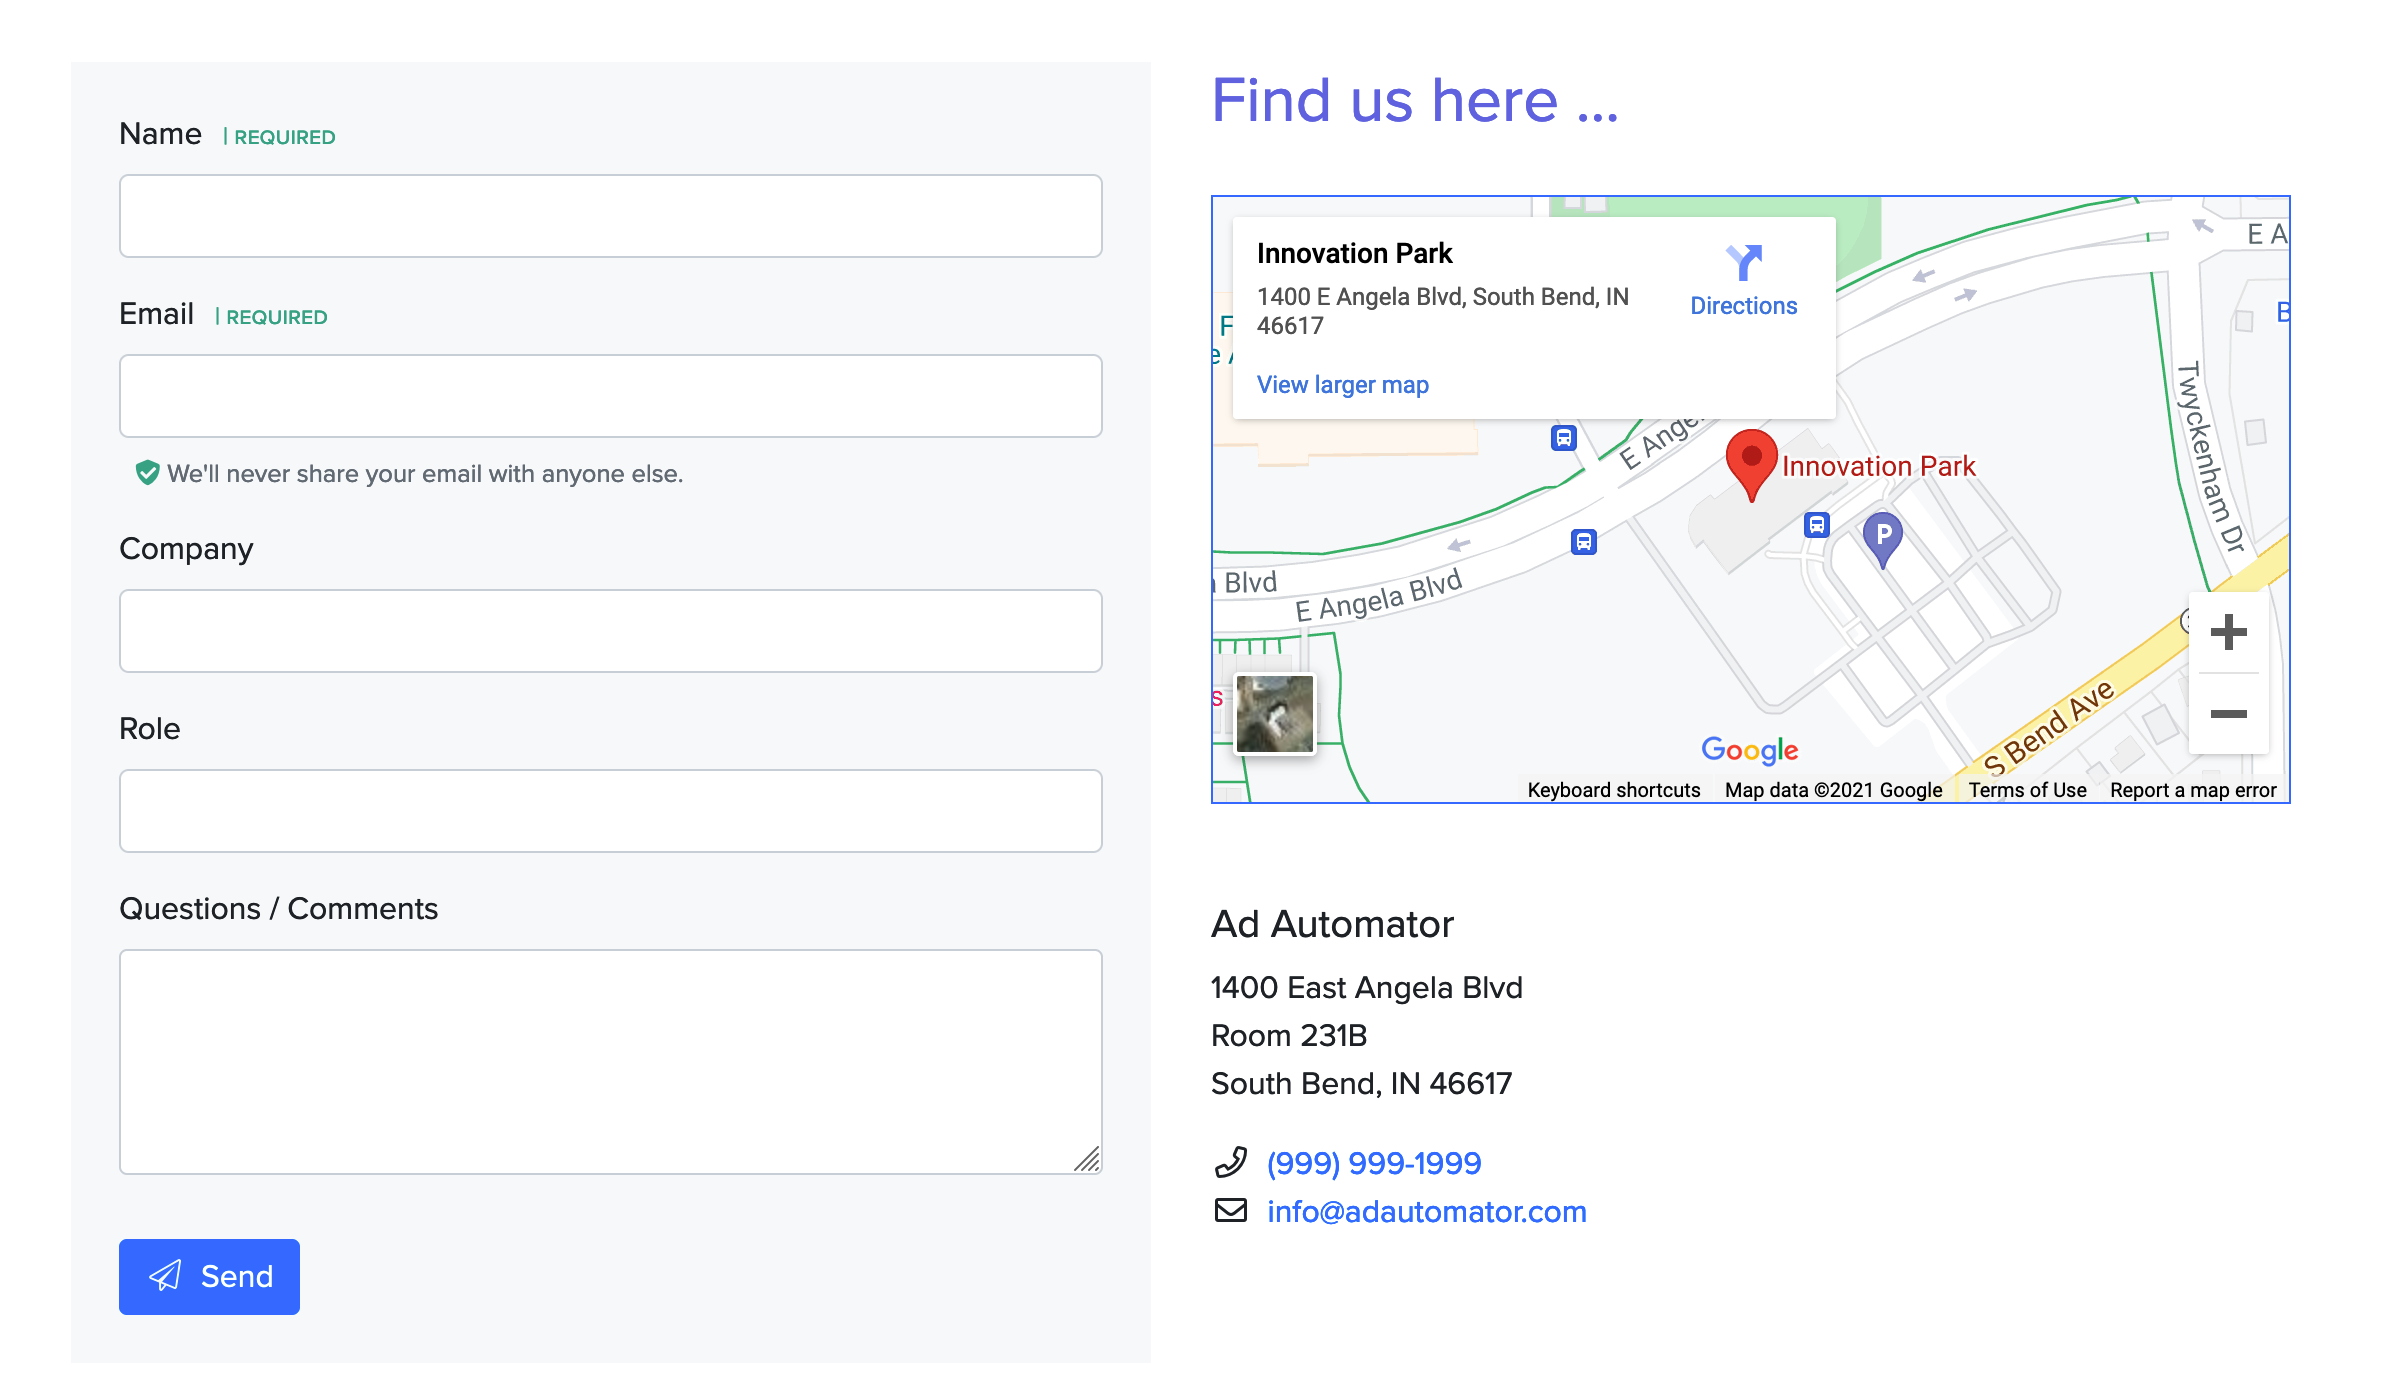 Name | REQUIRED
Email | REQUIRED
We'll never share your email with anyone else.
Company
Role
Questions / Comments
Send
Find us here ...
Innovation Park
1400 E Angela Blvd, South Bend, IN
46617
Directions
View larger map
E A
B
F
e A
E Angel
Innovation Park
P
Twyckenham Dr
a Blvd
E Angela Blvd
s
S Bend Ave
Google
Keyboard shortcuts Map data ©2021 Google Terms of Use Report a map error
Ad Automator
1400 East Angela Blvd
Room 231B
South Bend, IN 46617
(999) 999-1999
info@adautomator.com